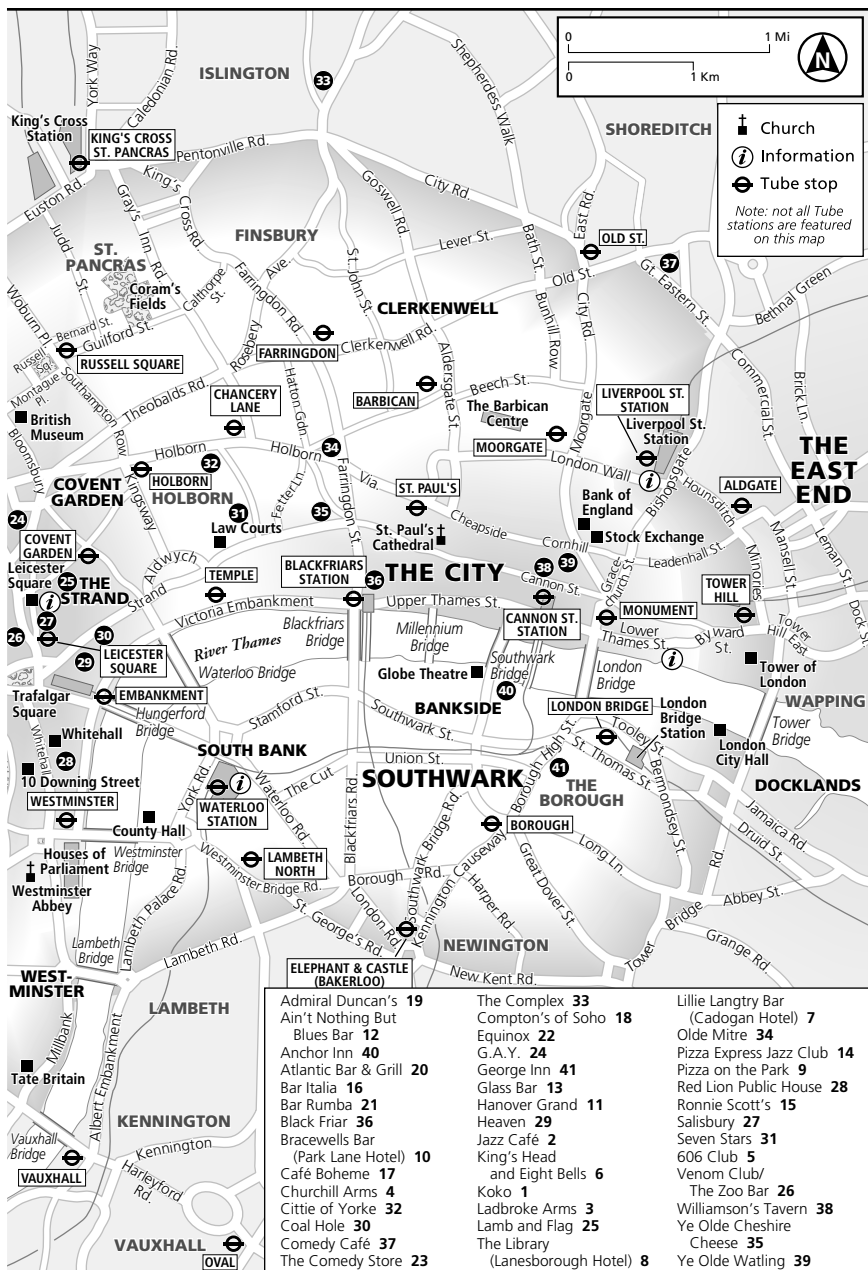 0 1 Mi
0 1 Km
N
Church
Information
Tube stop
Note: not all Tube
stations are featured
on this map
ISLINGTON
33
SHOREDITCH
York Way
Caledonian Rd.
Shepherdess Walk
King's Cross
Station
KING'S CROSS
ST. PANCRAS
Pentonville Rd.
Euston Rd.
King's
Cross Rd.
Gray's
Inn Rd.
Goswell Rd.
City Rd.
East Rd.
Judd St.
FINSBURY
Lever St.
Bath St.
OLD ST.
Old St.
37
Gt. Eastern St.
ST.
PANCRAS
Coram's
Fields
Calthorpe
St.
Farringdon Rd.
Rosebery
Ave.
St. John St.
CLERKENWELL
Bunhill Row
City Rd.
Bethnal Green
Woburn Pl.
Bernard St.
Guilford St.
Russell
Sq.
RUSSELL SQUARE
FARRINGDON
Clerkenwell Rd.
Aldersgate St.
Commercial St.
Brick Ln.
Montague
Pl.
Southampton
Row
Theobalds Rd.
Hatton Gdn.
CHANCERY
LANE
BARBICAN
Beech St.
The Barbican
Centre
Moorgate
LIVERPOOL ST.
STATION
Liverpool St.
Station
British
Museum
Bloomsbury
MOORGATE
London Wall
Bishopsgate
THE
EAST
END
Holborn
Holborn
Via.
34
32
HOLBORN
COVENT
GARDEN
HOLBORN
Kingsway
Fetter Ln.
Farringdon St.
ST. PAUL'S
Houndsditch
ALDGATE
31
35
Law Courts
St. Paul's
Cathedral
Cheapside
Bank of
England
Stock Exchange
Cornhill
Leadenhall St.
Minories
Mansell St.
Leman St.
Dock St.
24
COVENT
GARDEN
Leicester
Square
25
THE
STRAND
Aldwych
Strand
TEMPLE
BLACKFRIARS
STATION
36
THE CITY
38
39
Cannon St.
Grace-
church St.
TOWER
HILL
Victoria Embankment
Upper Thames St.
CANNON ST.
STATION
MONUMENT
Lower
Thames St.
Byward
St.
Tower
Hill East
27
26
30
29
LEICESTER
SQUARE
River Thames
Waterloo Bridge
Blackfriars
Bridge
Millennium
Bridge
Southwark
Bridge
London
Bridge
Tower of
London
Globe Theatre
40
BANKSIDE
LONDON BRIDGE
London
Bridge
Station
WAPPING
Tower
Bridge
Trafalgar
Square
EMBANKMENT
Hungerford
Bridge
Stamford St.
Southwark St.
Tooley
St.
London
City Hall
Whitehall
Whitehall
28
10 Downing Street
SOUTH BANK
Union St.
SOUTHWARK
Borough High St.
St. Thomas St.
41
THE
BOROUGH
Bermondsey St.
DOCKLANDS
WESTMINSTER
York Rd.
WATERLOO
STATION
Waterloo Rd.
The Cut
Blackfriars Rd.
Southwark Bridge Rd.
BOROUGH
Jamaica Rd.
Druid St.
County Hall
Houses of
Parliament
Westminster
Bridge
LAMBETH
NORTH
Westminster Bridge Rd.
Borough Rd.
Long Ln.
Great Dover St.
Harper Rd.
Kennington Causeway
Abbey St.
Westminster
Abbey
Lambeth Palace Rd.
St. George's Rd.
London Rd.
Tower Bridge Rd.
Grange Rd.
Lambeth
Bridge
Lambeth Rd.
NEWINGTON
ELEPHANT & CASTLE
(BAKERLOO)
New Kent Rd.
WEST-
MINSTER
LAMBETH
Millbank
Albert Embankment
Tate Britain
KENNINGTON
Vauxhall
Bridge
Kennington
Rd.
Harleyford
VAUXHALL
VAUXHALL
OVAL
Admiral Duncan's 19
Ain't Nothing But
Blues Bar 12
Anchor Inn 40
Atlantic Bar & Grill 20
Bar Italia 16
Bar Rumba 21
Black Friar 36
Bracewells Bar
(Park Lane Hotel) 10
Café Boheme 17
Churchill Arms 4
Cittie of Yorke 32
Coal Hole 30
Comedy Café 37
The Comedy Store 23
The Complex 33
Compton's of Soho 18
Equinox 22
G.A.Y. 24
George Inn 41
Glass Bar 13
Hanover Grand 11
Heaven 29
Jazz Café 2
King's Head
and Eight Bells 6
Koko 1
Ladbroke Arms 3
Lamb and Flag 25
The Library
(Lanesborough Hotel) 8
Lillie Langtry Bar
(Cadogan Hotel) 7
Olde Mitre 34
Pizza Express Jazz Club 14
Pizza on the Park 9
Red Lion Public House 28
Ronnie Scott's 15
Salisbury 27
Seven Stars 31
606 Club 5
Venom Club/
The Zoo Bar 26
Williamson's Tavern 38
Ye Olde Cheshire
Cheese 35
Ye Olde Watling 39